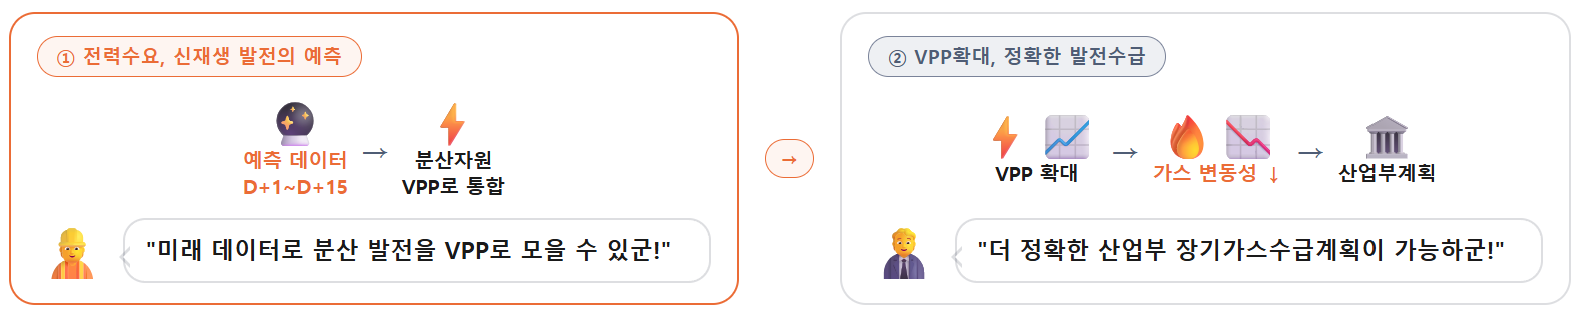 ① 전력수요, 신재생 발전의 예측
예측 데이터
D+1~D+15
→
분산자원
VPP로 통합
"미래 데이터로 분산 발전을 VPP로 모을 수 있군!"
→
② VPP확대, 정확한 발전수급
VPP 확대
→
가스 변동성 ↓
→
산업부계획
"더 정확한 산업부 장기가스수급계획이 가능하군!"